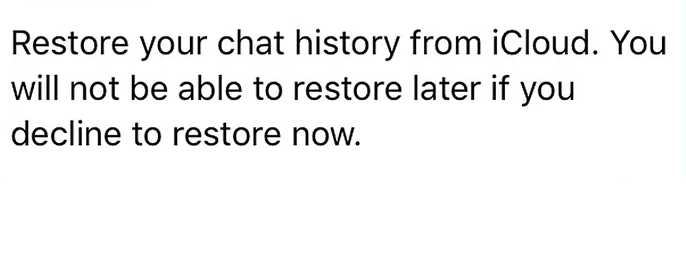 Restore your chat history from iCloud. You
will not be able to restore later if you
decline to restore now.